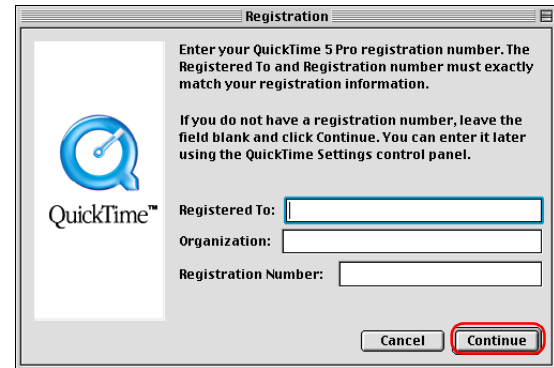 Registration
Enter your QuickTime 5 Pro registration number. The
Registered To and Registration number must exactly
match your registration information.
If you do not have a registration number, leave the
field blank and click Continue. You can enter it later
using the QuickTime Settings control panel.
QuickTime™
Registered To:
Organization:
Registration Number:
Cancel
Continue